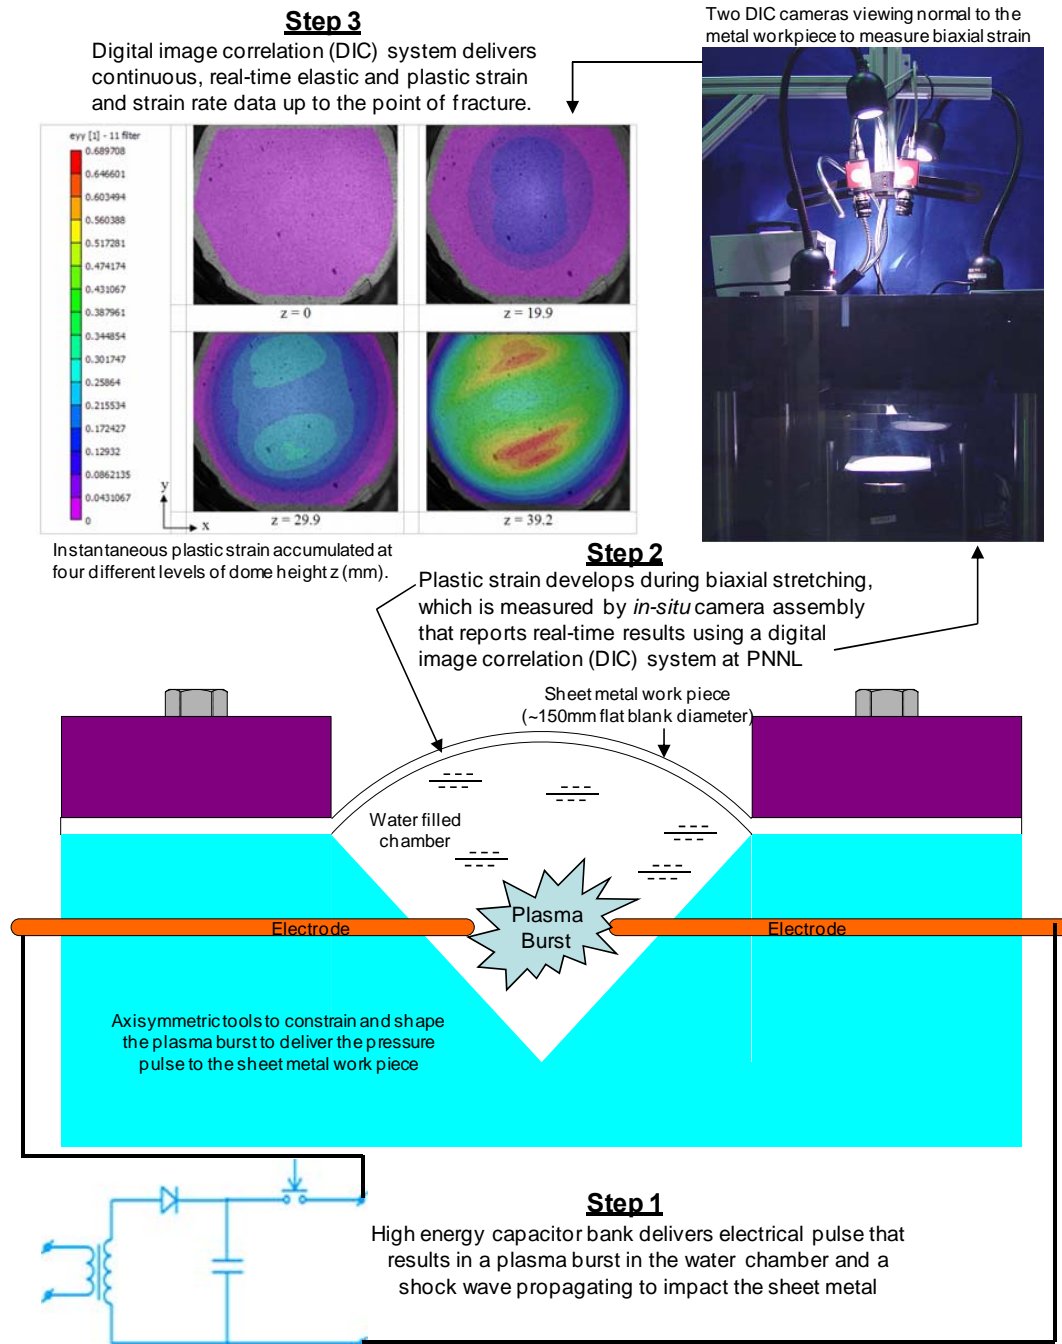 Step 3
Digital image correlation (DIC) system delivers
continuous, real-time elastic and plastic strain
and strain rate data up to the point of fracture.
Two DIC cameras viewing normal to the
metal workpiece to measure biaxial strain
eyy [1] - 11 filter
0.689708
0.646601
0.603494
0.560388
0.517281
0.474174
0.431067
0.387961
0.344854
0.301747
0.25864
0.215534
0.172427
0.12932
0.0862135
0.0431067
0
z = 0
z = 19.9
z = 29.9
z = 39.2
y
x
Instantaneous plastic strain accumulated at
four different levels of dome height z (mm).
Step 2
Plastic strain develops during biaxial stretching,
which is measured by in-situ camera assembly
that reports real-time results using a digital
image correlation (DIC) system at PNNL
Sheet metal work piece
(~150mm flat blank diameter)
Water filled
chamber
Plasma
Burst
Electrode
Electrode
Axisymmetric tools to constrain and shape
the plasma burst to deliver the pressure
pulse to the sheet metal work piece
Step 1
High energy capacitor bank delivers electrical pulse that
results in a plasma burst in the water chamber and a
shock wave propagating to impact the sheet metal